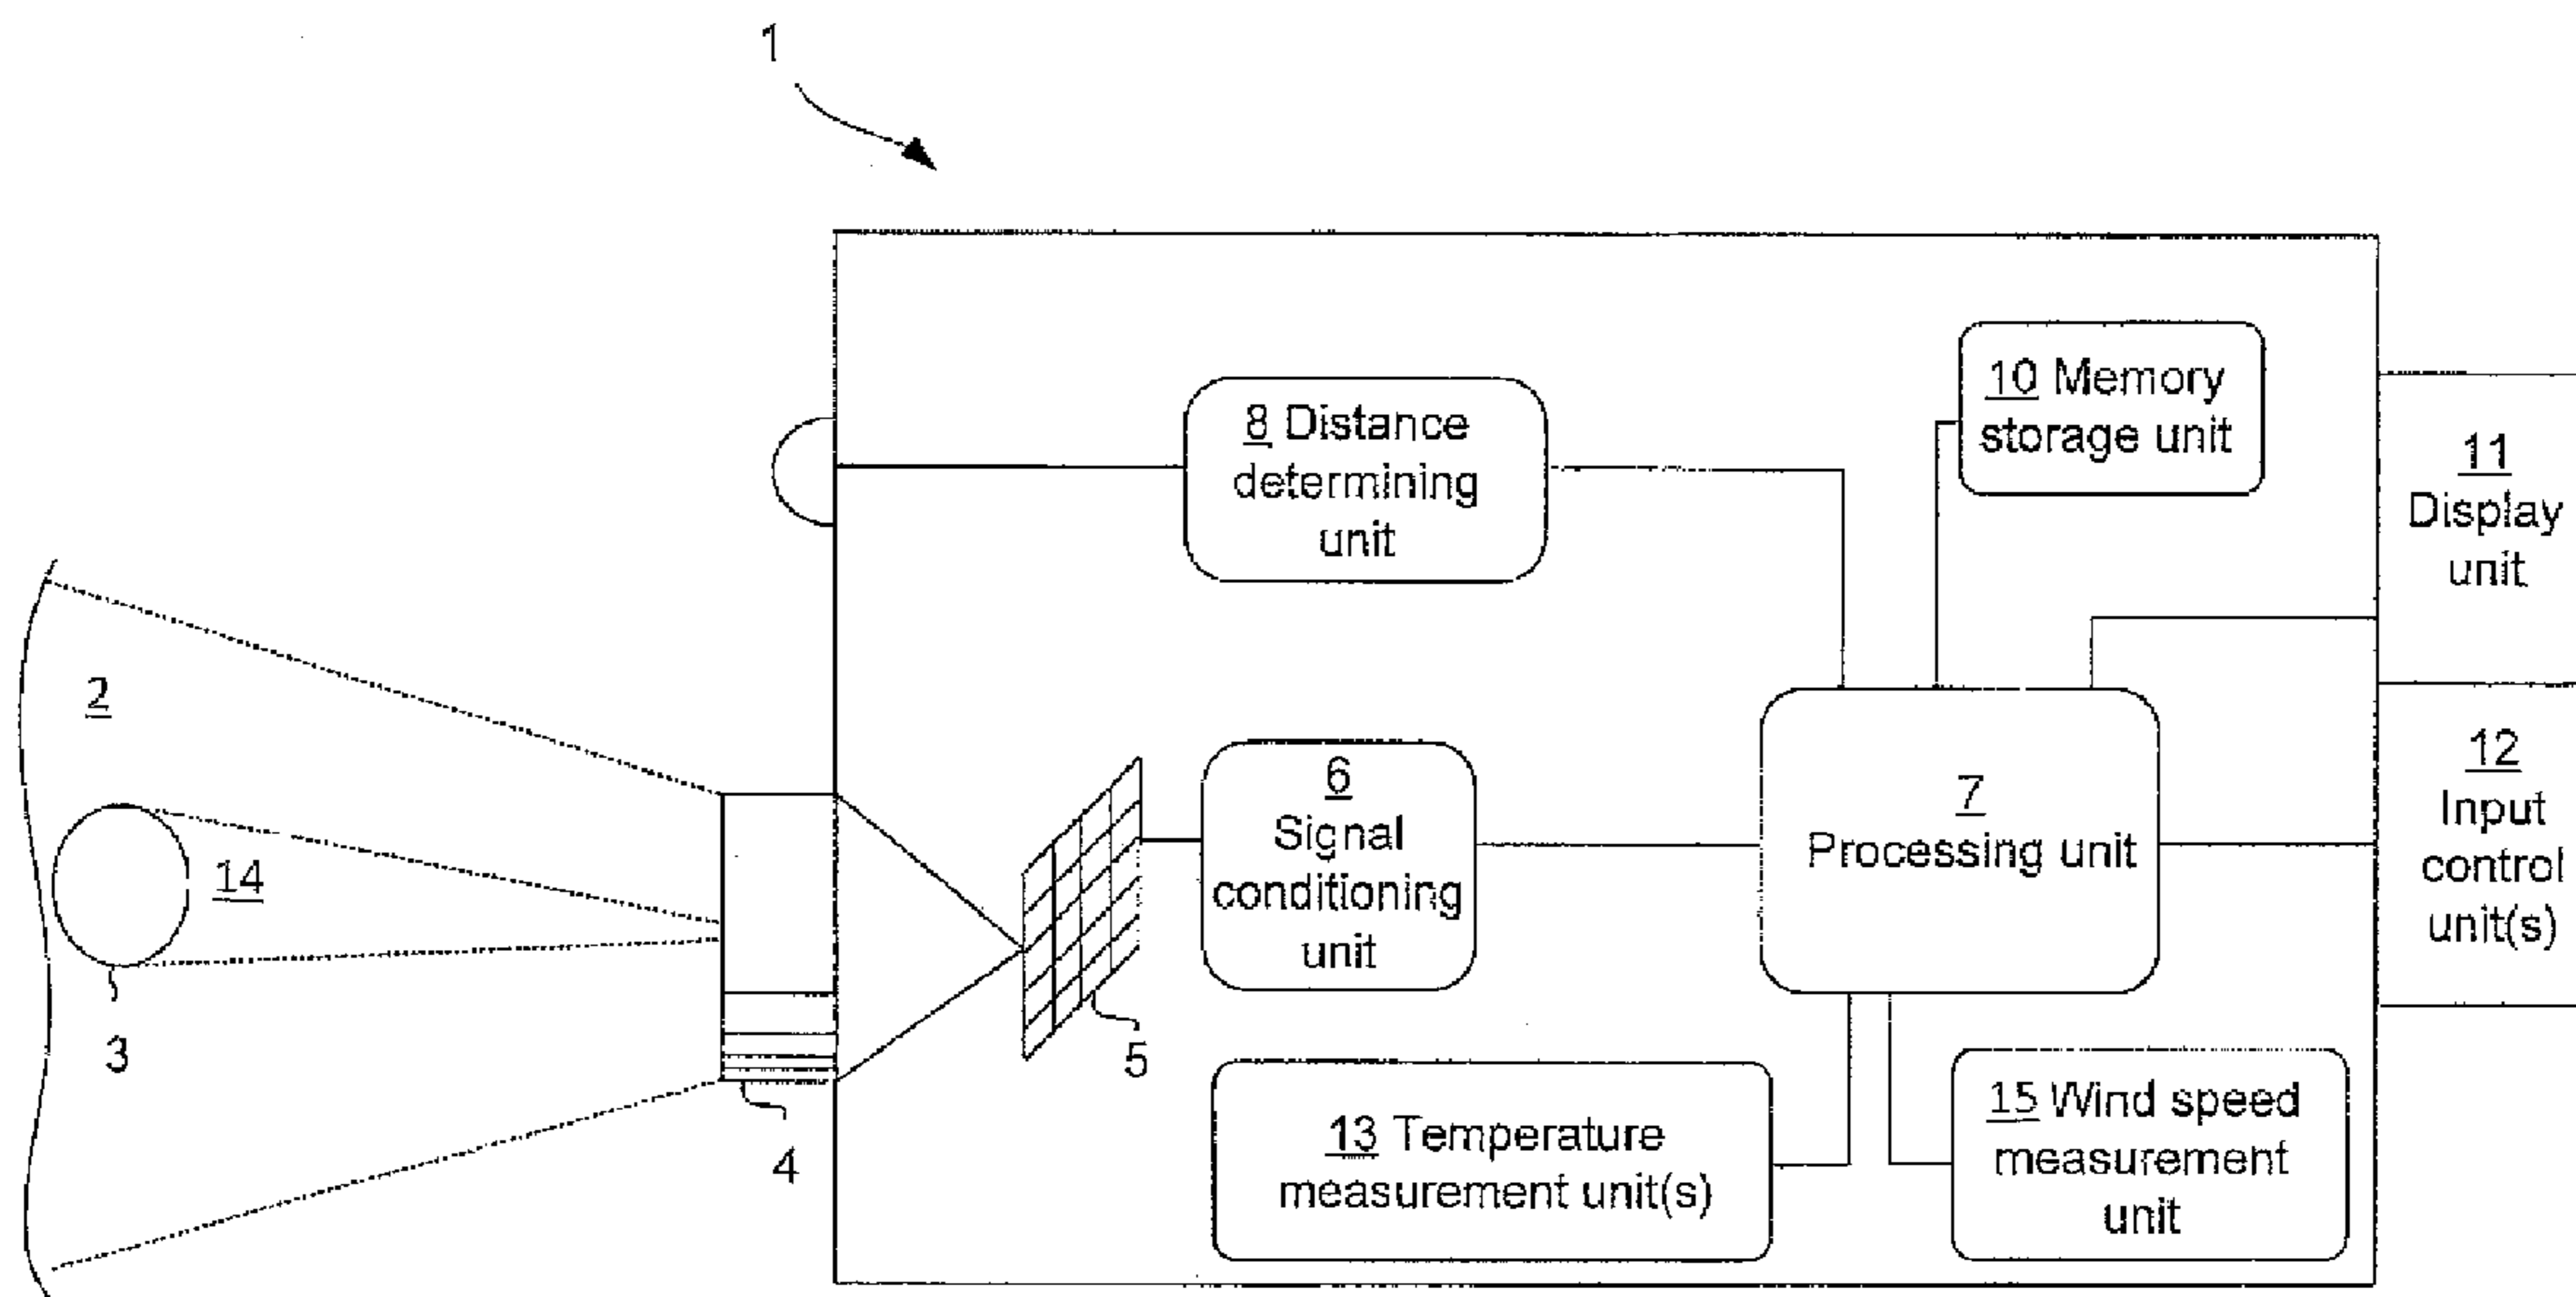 1
10 Memory
storage unit
8 Distance
determining
unit
11
Display
unit
2
14
3
4
5
6
Signal
conditioning
unit
7
Processing unit
12
Input
control
unit(s)
13 Temperature
measurement unit(s)
15 Wind speed
measurement
unit